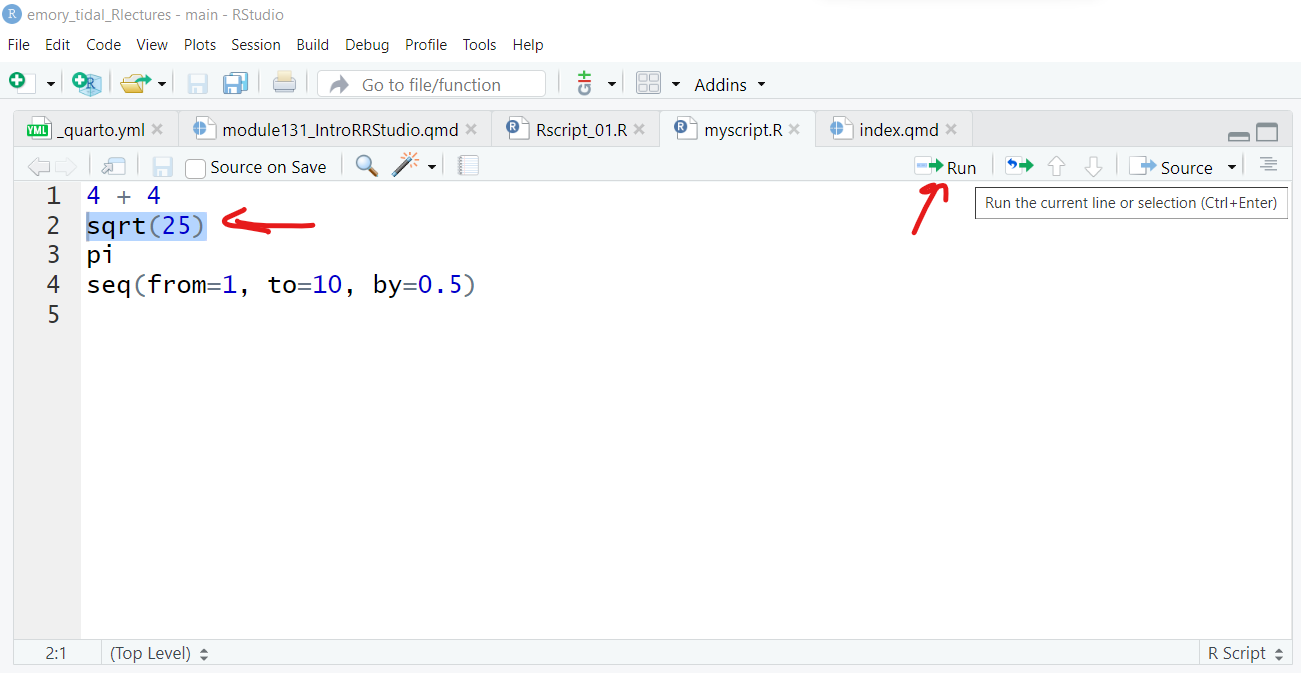 R emory_tidal_Rlectures - main - RStudio
File Edit Code View Plots Session Build Debug Profile Tools Help
R Go to file/function G Addins
YML _quarto.yml module131_IntroRRStudio.qmd R Rscript_01.R R myscript.R index.qmd
Source on Save Run Source
Run the current line or selection (Ctrl+Enter)
1 4 + 4
2 sqrt(25)
3 pi
4 seq(from=1, to=10, by=0.5)
5
2:1 (Top Level) R Script